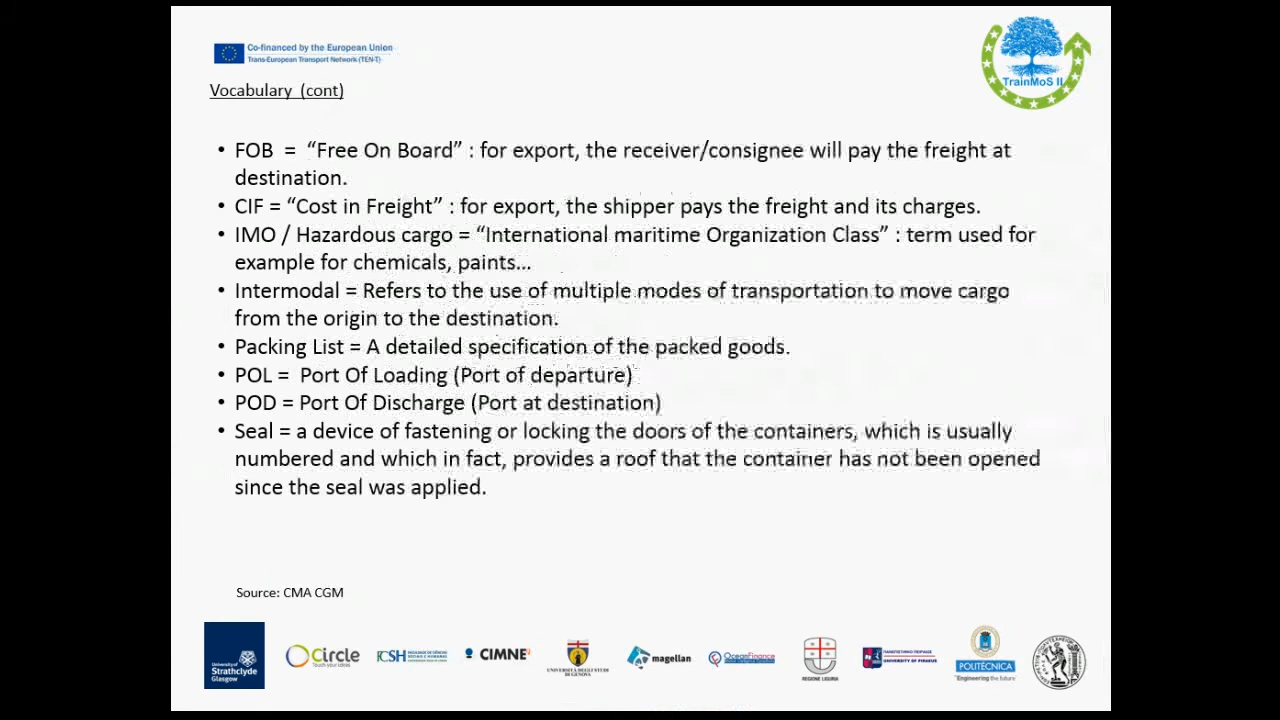 Co-financed by the European Union
Trans-European Transport Network (TEN-T)
TrainMoS II
Vocabulary (cont)
• FOB = “Free On Board” : for export, the receiver/consignee will pay the freight at
destination.
• CIF = “Cost in Freight” : for export, the shipper pays the freight and its charges.
• IMO / Hazardous cargo = “International maritime Organization Class” : term used for
example for chemicals, paints…
• Intermodal = Refers to the use of multiple modes of transportation to move cargo
from the origin to the destination.
• Packing List = A detailed specification of the packed goods.
• POL = Port Of Loading (Port of departure)
• POD = Port Of Discharge (Port at destination)
• Seal = a device of fastening or locking the doors of the containers, which is usually
numbered and which in fact, provides a roof that the container has not been opened
since the seal was applied.
Source: CMA CGM
University of
Strathclyde
Glasgow
Circle
FCSH
CIMNE
UNIVERSITÀ DEGLI STUDI
DI GENOVA
magellan
OceanFinance
REGIONE LIGURIA
UNIVERSITY OF PIRAEUS
POLITÉCNICA
"Engineering the future"